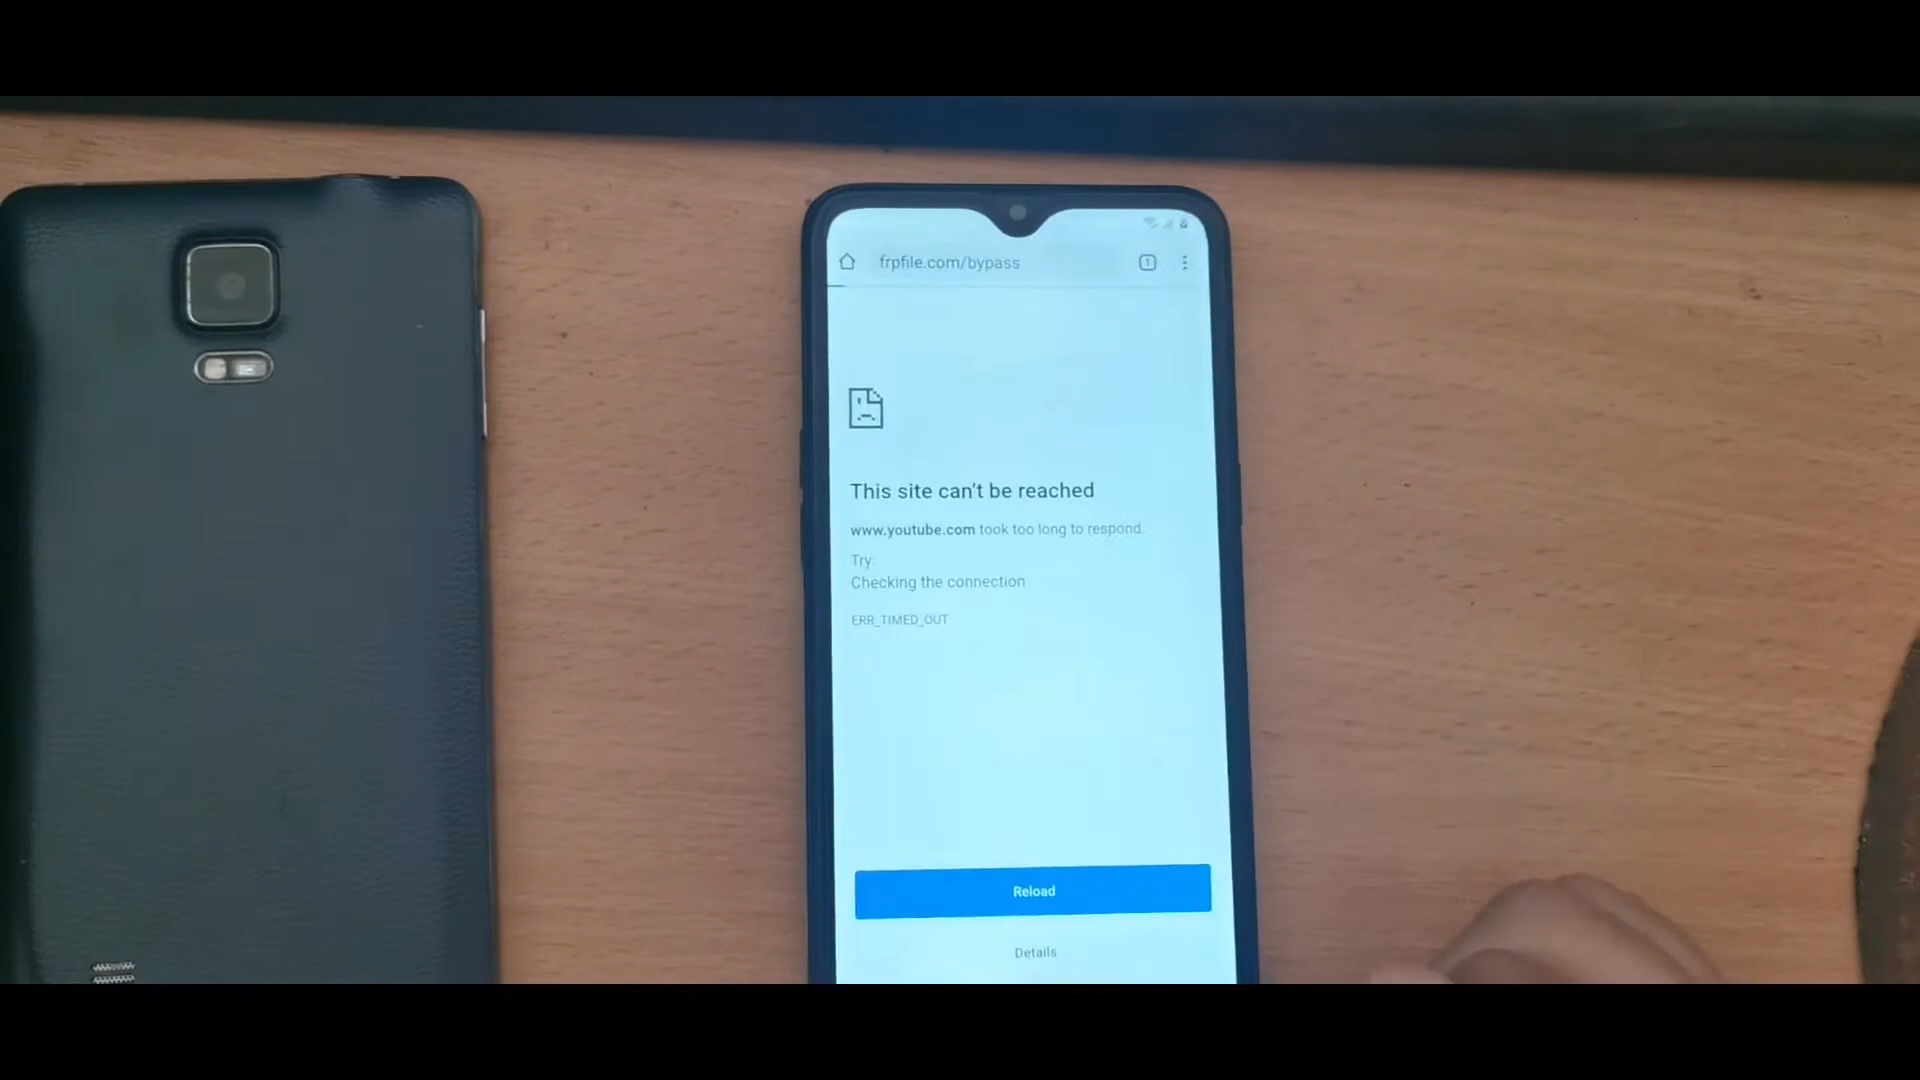 frpfile.com/bypass
1
This site can't be reached
www.youtube.com took too long to respond.
Try:
Checking the connection
ERR_TIMED_OUT
Reload
Details